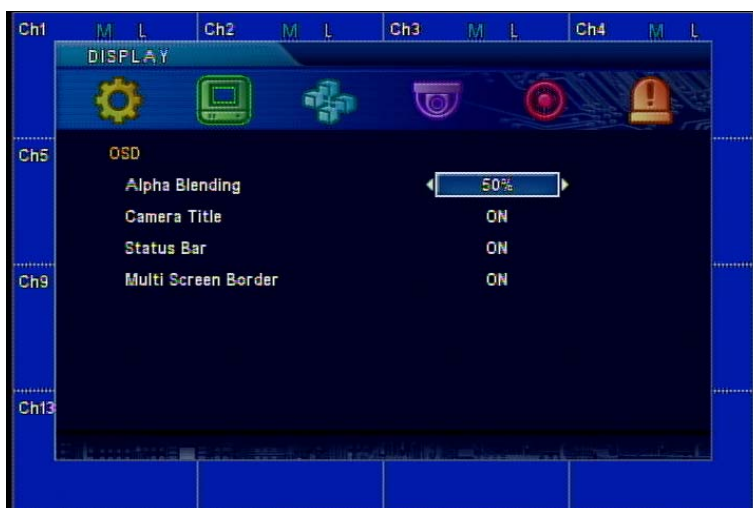 Ch1 M L Ch2 M L Ch3 M L Ch4 M L
DISPLAY
Ch5
OSD
Alpha Blending 50%
Camera Title ON
Status Bar ON
Ch9
Multi Screen Border ON
Ch13